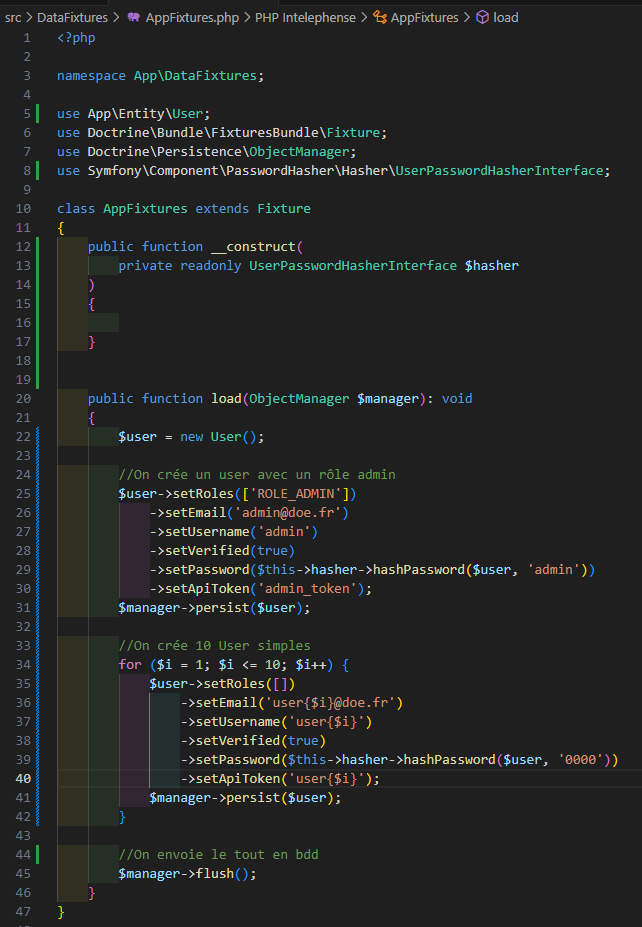 src > DataFixtures > AppFixtures.php > PHP Intelephense > AppFixtures > load
1 <?php
2
3 namespace App\DataFixtures;
4
5 use App\Entity\User;
6 use Doctrine\Bundle\FixturesBundle\Fixture;
7 use Doctrine\Persistence\ObjectManager;
8 use Symfony\Component\PasswordHasher\Hasher\UserPasswordHasherInterface;
9
10 class AppFixtures extends Fixture
11 {
12     public function __construct(
13         private readonly UserPasswordHasherInterface $hasher
14     )
15     {
16
17     }
18
19
20     public function load(ObjectManager $manager): void
21     {
22         $user = new User();
23
24         //On crée un user avec un rôle admin
25         $user->setRoles(['ROLE_ADMIN'])
26             ->setEmail('admin@doe.fr')
27             ->setUsername('admin')
28             ->setVerified(true)
29             ->setPassword($this->hasher->hashPassword($user, 'admin'))
30             ->setApiToken('admin_token');
31         $manager->persist($user);
32
33         //On crée 10 User simples
34         for ($i = 1; $i <= 10; $i++) {
35             $user->setRoles([])
36                 ->setEmail('user{$i}@doe.fr')
37                 ->setUsername('user{$i}')
38                 ->setVerified(true)
39                 ->setPassword($this->hasher->hashPassword($user, '0000'))
40                 ->setApiToken('user{$i}');
41             $manager->persist($user);
42         }
43
44         //On envoie le tout en bdd
45         $manager->flush();
46     }
47 }